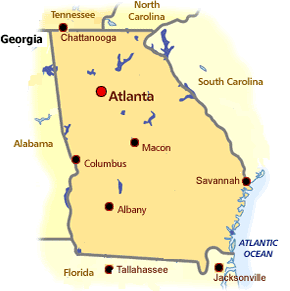 North
Carolina
Tennessee
Georgia
Chattanooga
South Carolina
Atlanta
Alabama
Macon
Columbus
Savannah
Albany
ATLANTIC
OCEAN
Florida
Tallahassee
Jacksonville